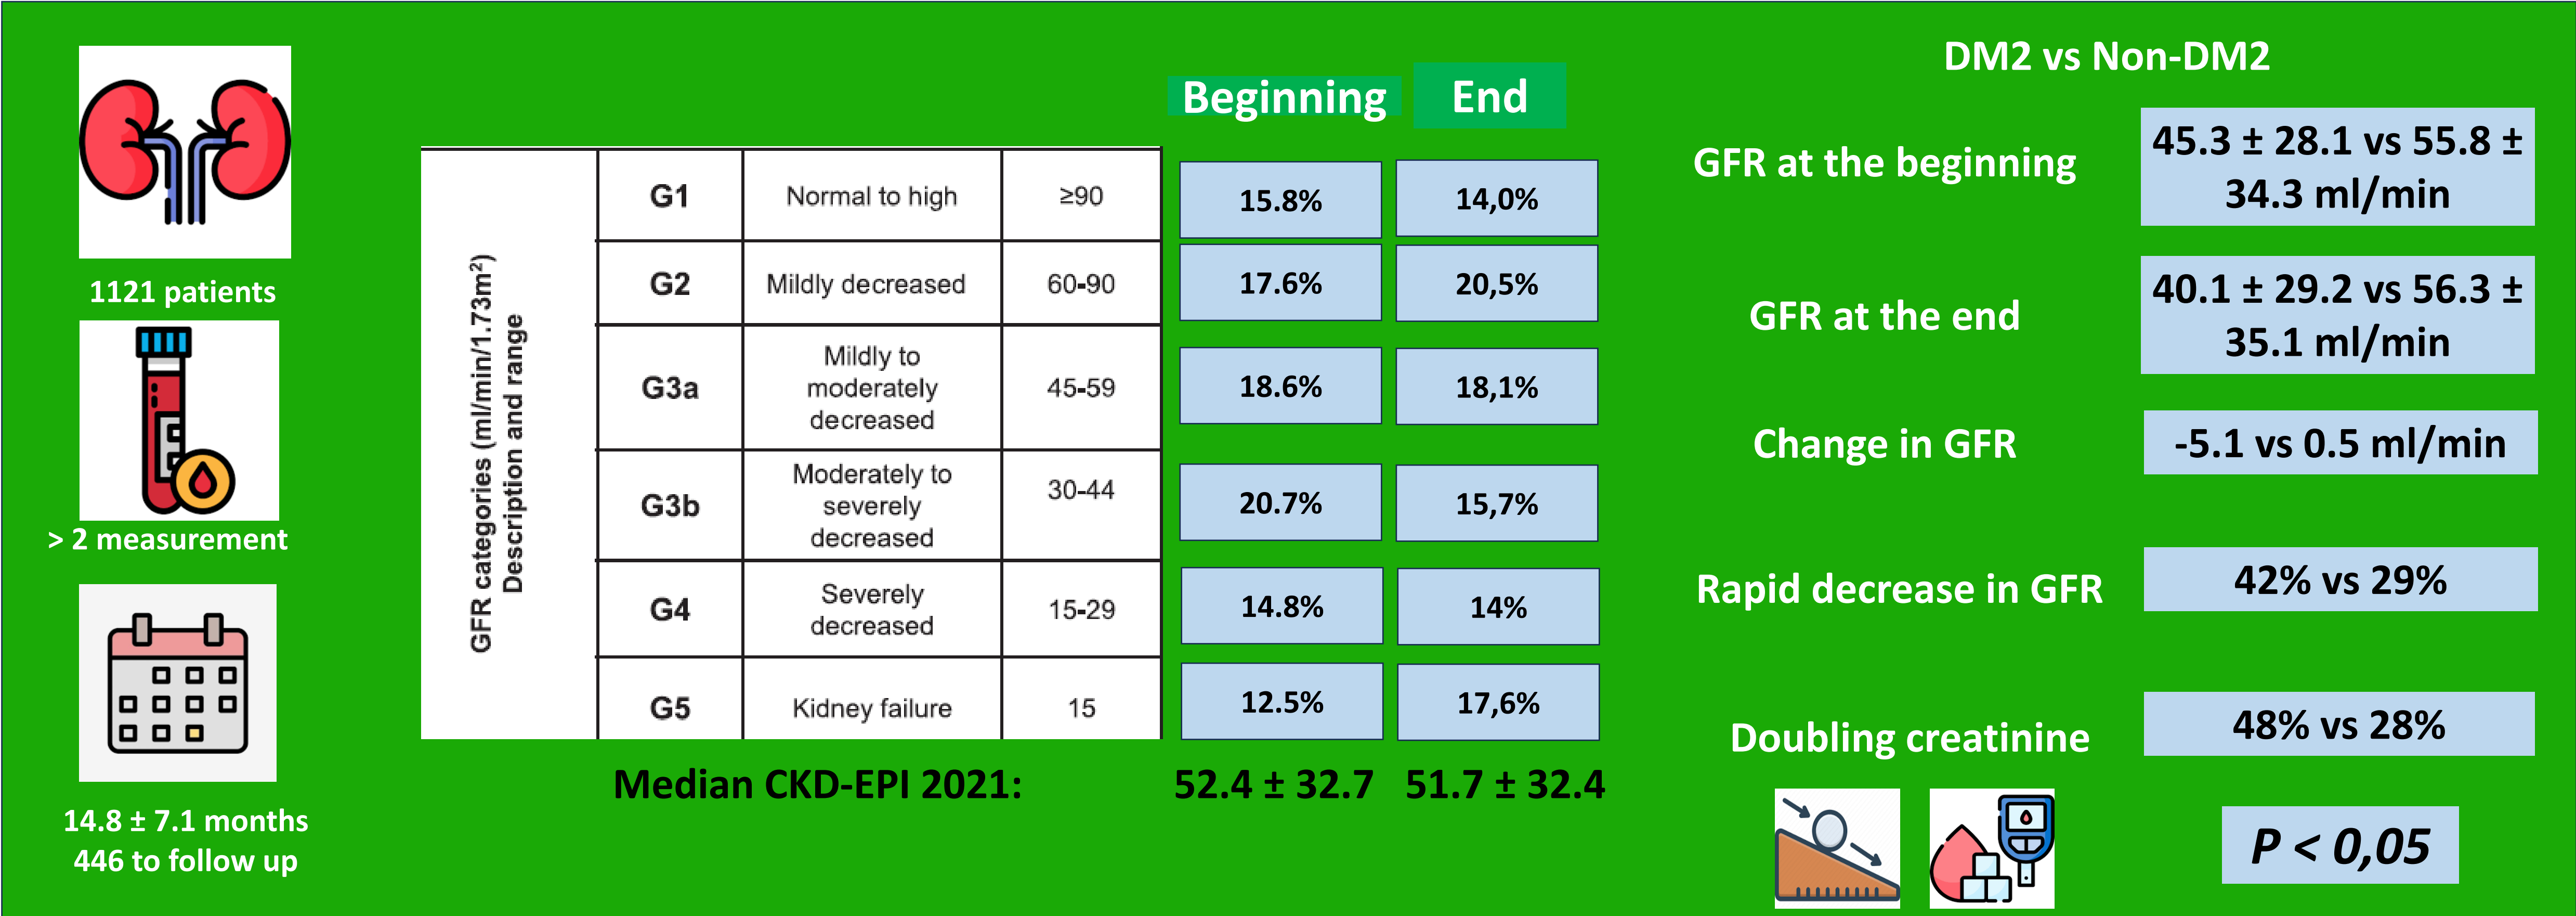 1121 patients
> 2 measurement
14.8 ± 7.1 months
446 to follow up
Beginning
End
GFR categories (ml/min/1.73m²)
Description and range
G1
Normal to high
≥90
15.8%
14,0%
G2
Mildly decreased
60-90
17.6%
20,5%
G3a
Mildly to
moderately
decreased
45-59
18.6%
18,1%
G3b
Moderately to
severely
decreased
30-44
20.7%
15,7%
G4
Severely
decreased
15-29
14.8%
14%
G5
Kidney failure
15
12.5%
17,6%
Median CKD-EPI 2021:
52.4 ± 32.7
51.7 ± 32.4
DM2 vs Non-DM2
GFR at the beginning
45.3 ± 28.1 vs 55.8 ±
34.3 ml/min
GFR at the end
40.1 ± 29.2 vs 56.3 ±
35.1 ml/min
Change in GFR
-5.1 vs 0.5 ml/min
Rapid decrease in GFR
42% vs 29%
Doubling creatinine
48% vs 28%
P < 0,05